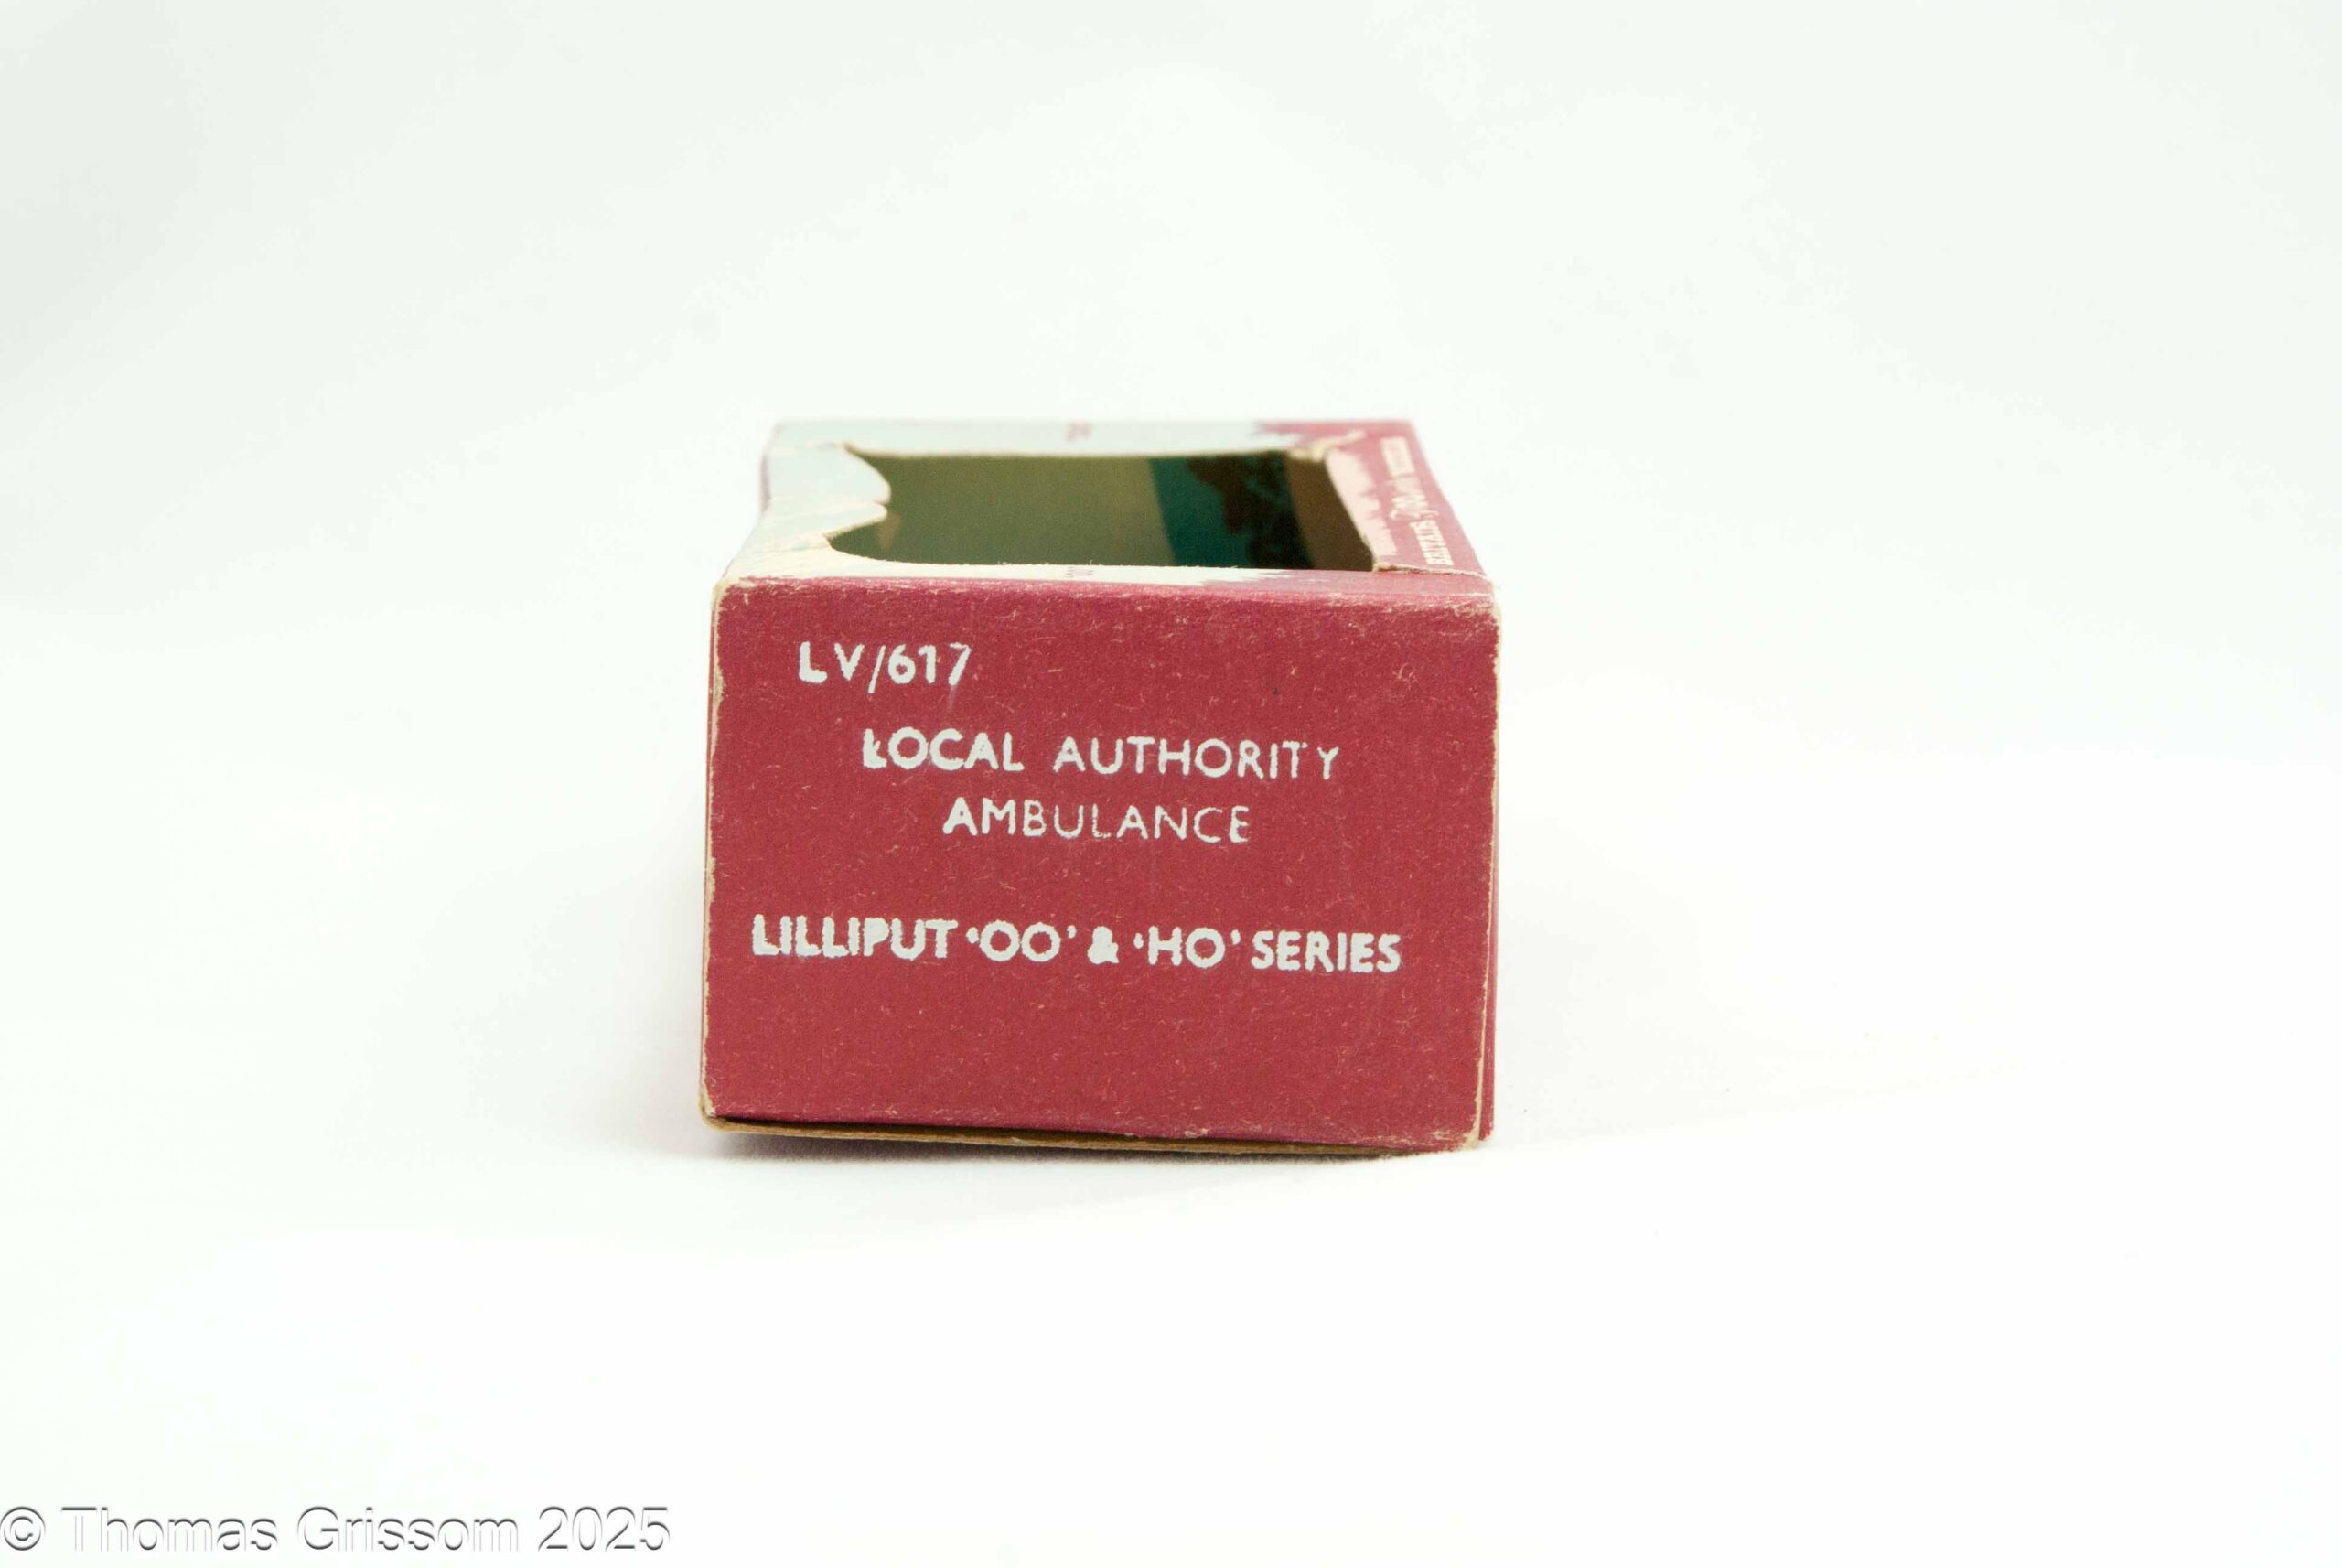 LV/617
LOCAL AUTHORITY
AMBULANCE
LILLIPUT ‘OO’ & ‘HO’ SERIES
© Thomas Grissom 2025